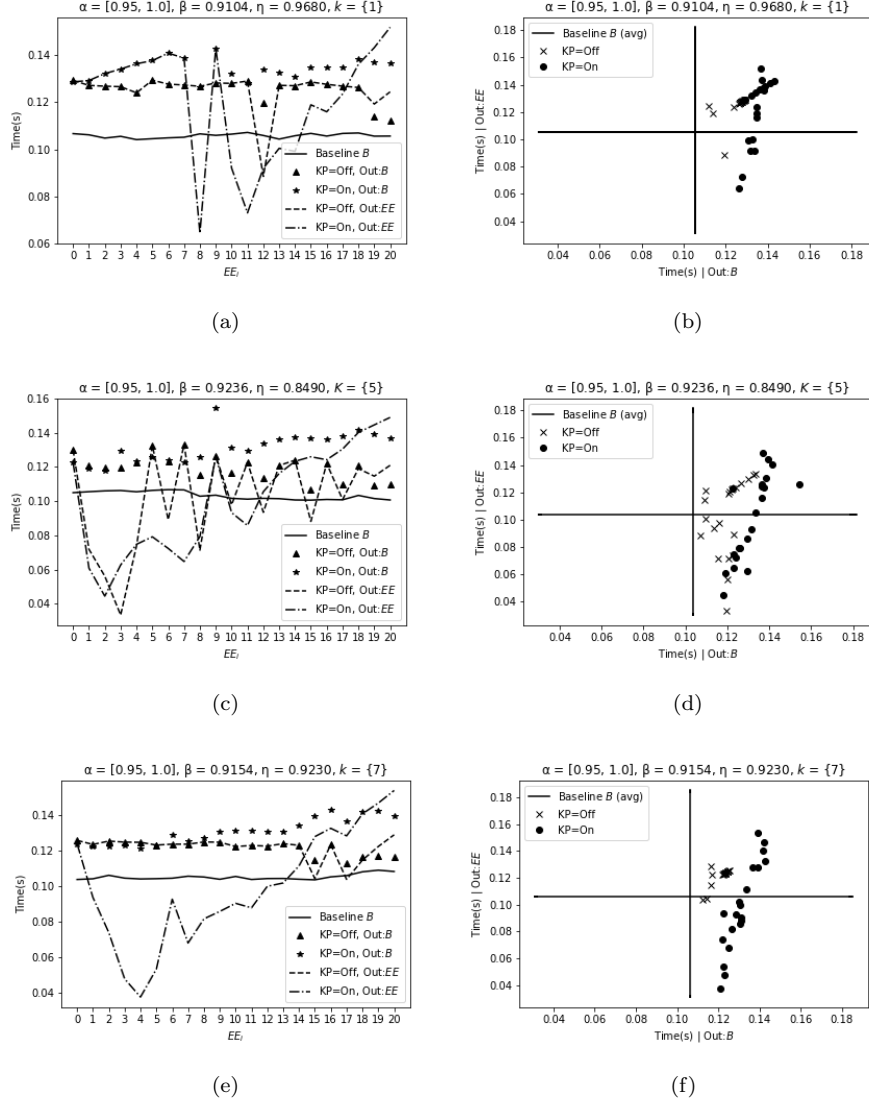 α = [0.95, 1.0], β = 0.9104, η = 0.9680, k = {1}
Time(s)
0.14
0.12
0.10
0.08
0.06
Baseline B
KP=Off, Out:B
KP=On, Out:B
KP=Off, Out:EE
KP=On, Out:EE
0 1 2 3 4 5 6 7 8 9 10 11 12 13 14 15 16 17 18 19 20
EEᵢ
(a)
α = [0.95, 1.0], β = 0.9104, η = 0.9680, k = {1}
Time(s) | Out:EE
0.18
0.16
0.14
0.12
0.10
0.08
0.06
0.04
Baseline B (avg)
KP=Off
KP=On
0.04 0.06 0.08 0.10 0.12 0.14 0.16 0.18
Time(s) | Out:B
(b)
α = [0.95, 1.0], β = 0.9236, η = 0.8490, K = {5}
Time(s)
0.16
0.14
0.12
0.10
0.08
0.06
0.04
Baseline B
KP=Off, Out:B
KP=On, Out:B
KP=Off, Out:EE
KP=On, Out:EE
0 1 2 3 4 5 6 7 8 9 10 11 12 13 14 15 16 17 18 19 20
EEᵢ
(c)
α = [0.95, 1.0], β = 0.9236, η = 0.8490, K = {5}
Time(s) | Out:EE
0.18
0.16
0.14
0.12
0.10
0.08
0.06
0.04
Baseline B (avg)
KP=Off
KP=On
0.04 0.06 0.08 0.10 0.12 0.14 0.16 0.18
Time(s) | Out:B
(d)
α = [0.95, 1.0], β = 0.9154, η = 0.9230, k = {7}
Time(s)
0.14
0.12
0.10
0.08
0.06
0.04
Baseline B
KP=Off, Out:B
KP=On, Out:B
KP=Off, Out:EE
KP=On, Out:EE
0 1 2 3 4 5 6 7 8 9 10 11 12 13 14 15 16 17 18 19 20
EEᵢ
(e)
α = [0.95, 1.0], β = 0.9154, η = 0.9230, k = {7}
Time(s) | Out:EE
0.18
0.16
0.14
0.12
0.10
0.08
0.06
0.04
Baseline B (avg)
KP=Off
KP=On
0.04 0.06 0.08 0.10 0.12 0.14 0.16 0.18
Time(s) | Out:B
(f)